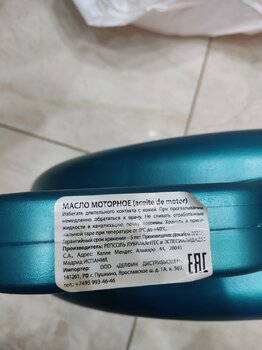 МАСЛО МОТОРНОЕ (aceite de motor)
Избегать длительного контакта с кожей. При проглатывании
немедленно обратиться к врачу. Не сливать отработанные
жидкости в канализацию, почву, водоемы. Хранить в
нальной таре при температуре от 0°C до +40°C.
Гарантийный срок хранения - 5 лет. Произведено:
Производитель: РЕПСОЛЬ ЛУБРИКАНТЕС И ЭСПЕСИАЛИДАДЕС
С.А., Адрес: Калле Мендес Альваро 44, 28045
Мадрид ИСПАНИЯ.
Импортер: ООО «ДЕЛФИН ДИСТРИБЬЮШН»,
141201, РФ г. Пушкино, Ярославское ш. д. 1А, к. 503,
тел: +7495 993-46-46
EAC